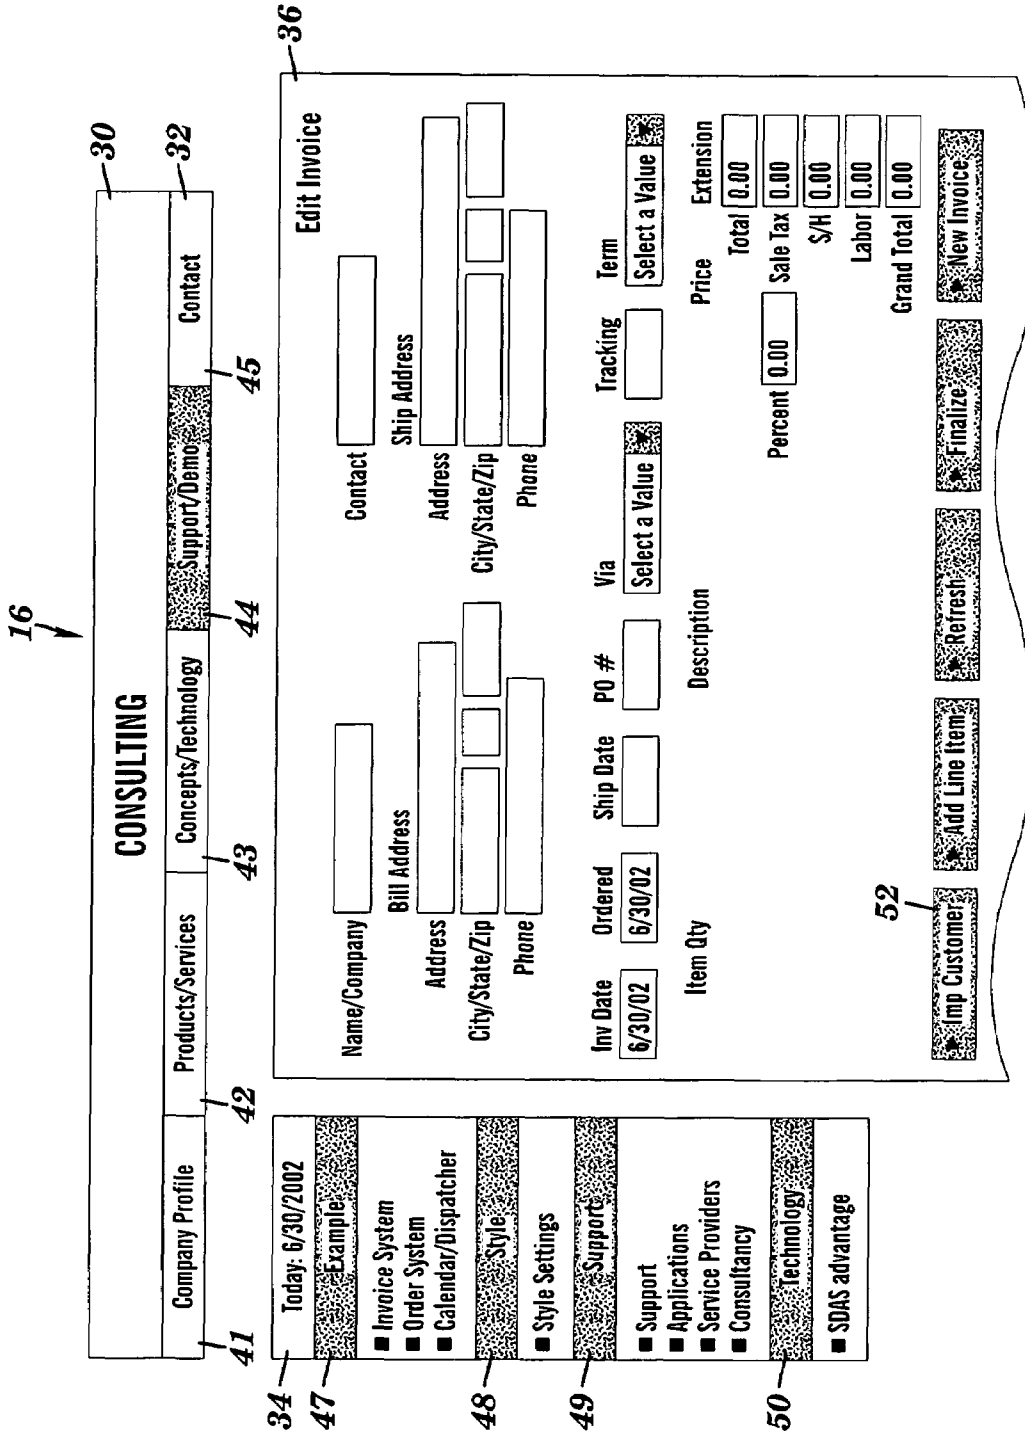 16
CONSULTING
30
Company Profile
Products/Services
Concepts/Technology
Support/Demo
Contact
32
41
42
43
44
45
34
Today: 6/30/2002
47
Example
■ Invoice System
■ Order System
■ Calendar/Dispatcher
48
Style
■ Style Settings
49
Support
■ Support
■ Applications
■ Service Providers
■ Consultancy
50
Technology
■ SDAS advantage
36
Edit Invoice
Name/Company
Contact
Bill Address
Ship Address
Address
Address
City/State/Zip
City/State/Zip
Phone
Phone
Inv Date Ordered Ship Date PO # Via Tracking Term
6/30/02 6/30/02 Select a Value ▼ Select a Value ▼
Item Qty Description Price Extension
Total 0.00
Percent 0.00 Sale Tax 0.00
S/H 0.00
Labor 0.00
Grand Total 0.00
52
Imp Customer
Add Line Item
Refresh
Finalize
New Invoice